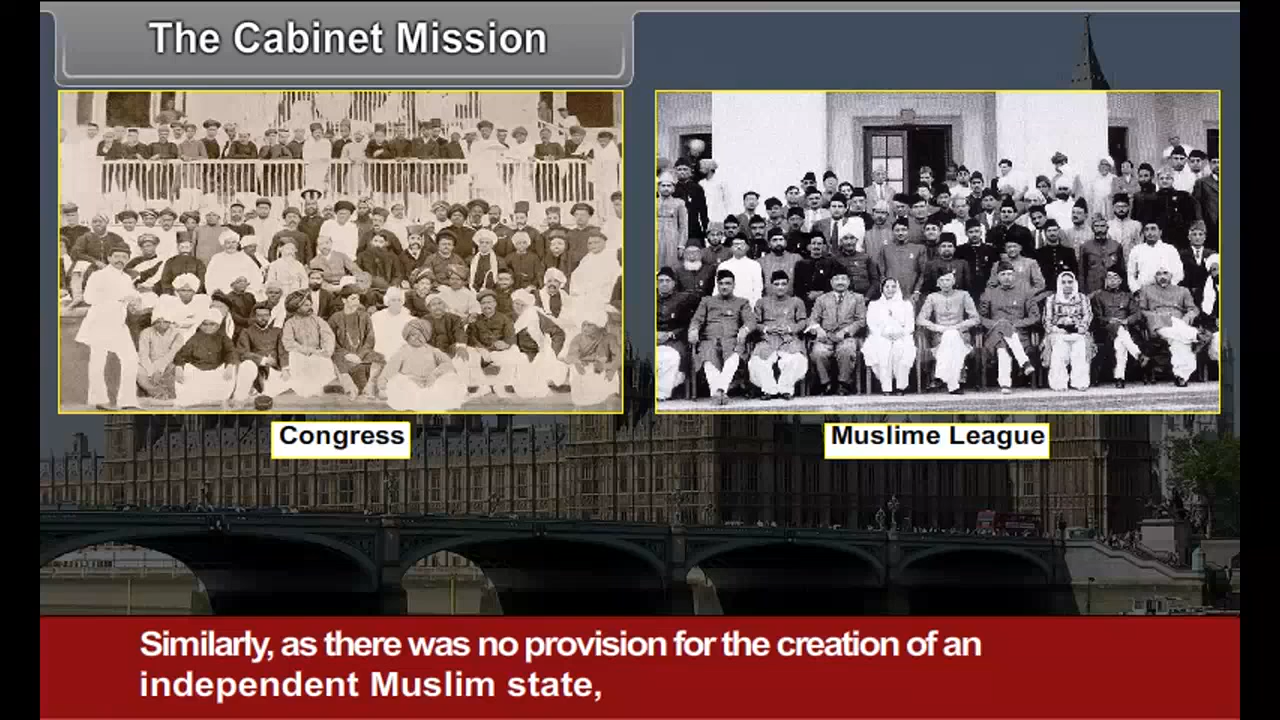 The Cabinet Mission
Congress
Muslime League
Similarly, as there was no provision for the creation of an
independent Muslim state,